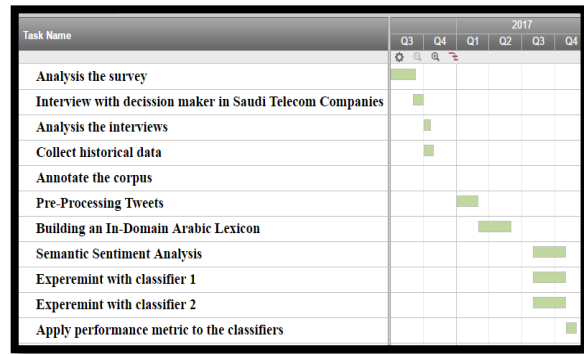 2017
Task Name
Q3 Q4 Q1 Q2 Q3 Q4
Analysis the survey
Interview with decission maker in Saudi Telecom Companies
Analysis the interviews
Collect historical data
Annotate the corpus
Pre-Processing Tweets
Building an In-Domain Arabic Lexicon
Semantic Sentiment Analysis
Experemint with classifier 1
Experemint with classifier 2
Apply performance metric to the classifiers